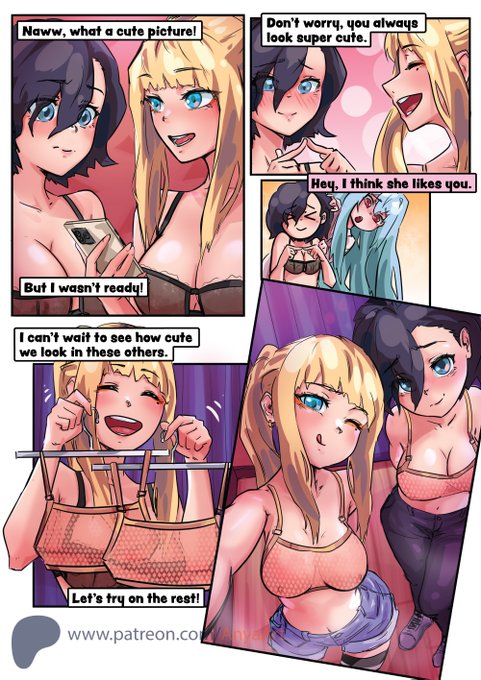 Naww, what a cute picture!
But I wasn't ready!
Don't worry, you always
look super cute.
Hey, I think she likes you.
I can't wait to see how cute
we look in these others.
Let's try on the rest!
www.patreon.com/